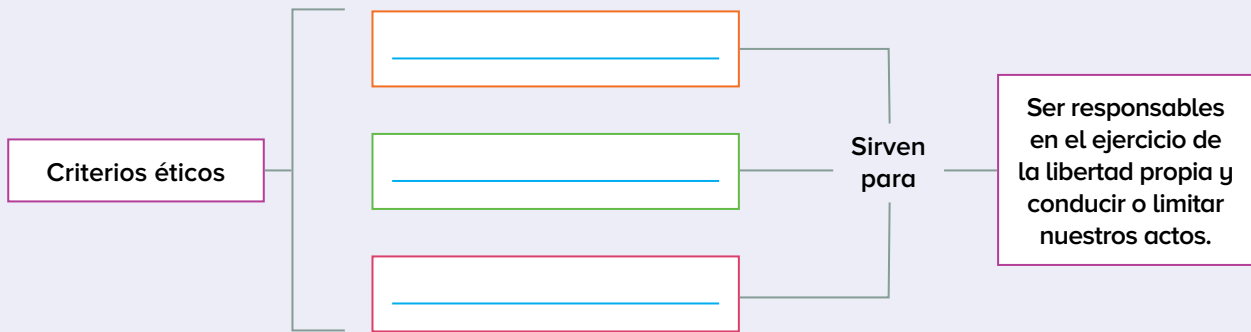 Criterios éticos
Sirven
para
Ser responsables
en el ejercicio de
la libertad propia y
conducir o limitar
nuestros actos.